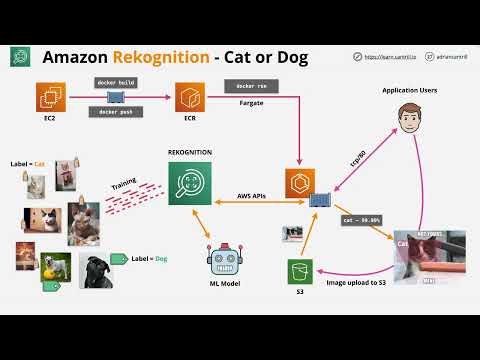 Amazon Rekognition - Cat or Dog
https://learn.cantrill.io
adriancantrill
docker build
docker push
docker run
EC2
ECR
Fargate
Application Users
Label = Cat
Training
REKOGNITION
AWS APIs
tcp/80
cat - 99.99%
Label = Dog
ML Model
S3
Image upload to S3
Cat
NOT YOURS
MINE